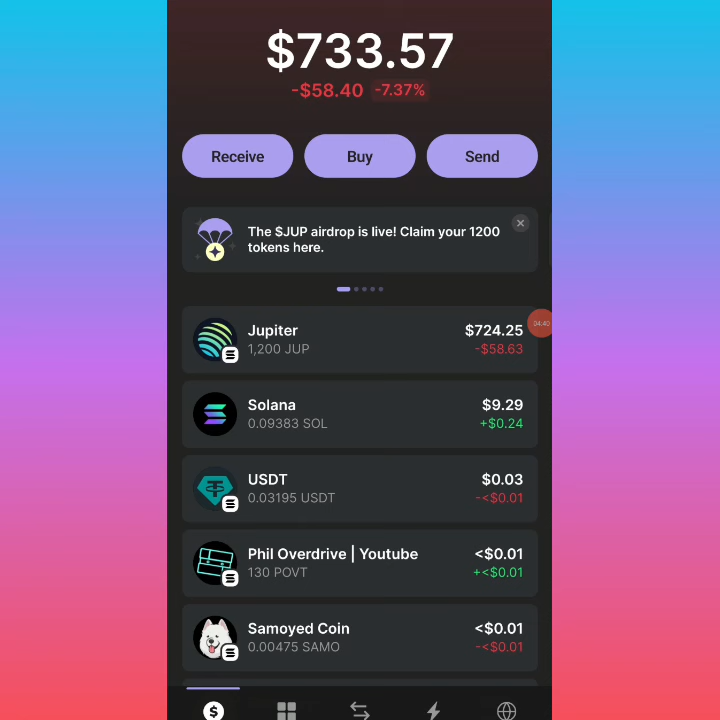 $733.57
-$58.40 -7.37%
Receive Buy Send
The $JUP airdrop is live! Claim your 1200
tokens here.
Jupiter $724.25
1,200 JUP -$58.63
04:40
Solana $9.29
0.09383 SOL +$0.24
USDT $0.03
0.03195 USDT -<$0.01
Phil Overdrive | Youtube <$0.01
130 POVT +<$0.01
Samoyed Coin <$0.01
0.00475 SAMO -<$0.01